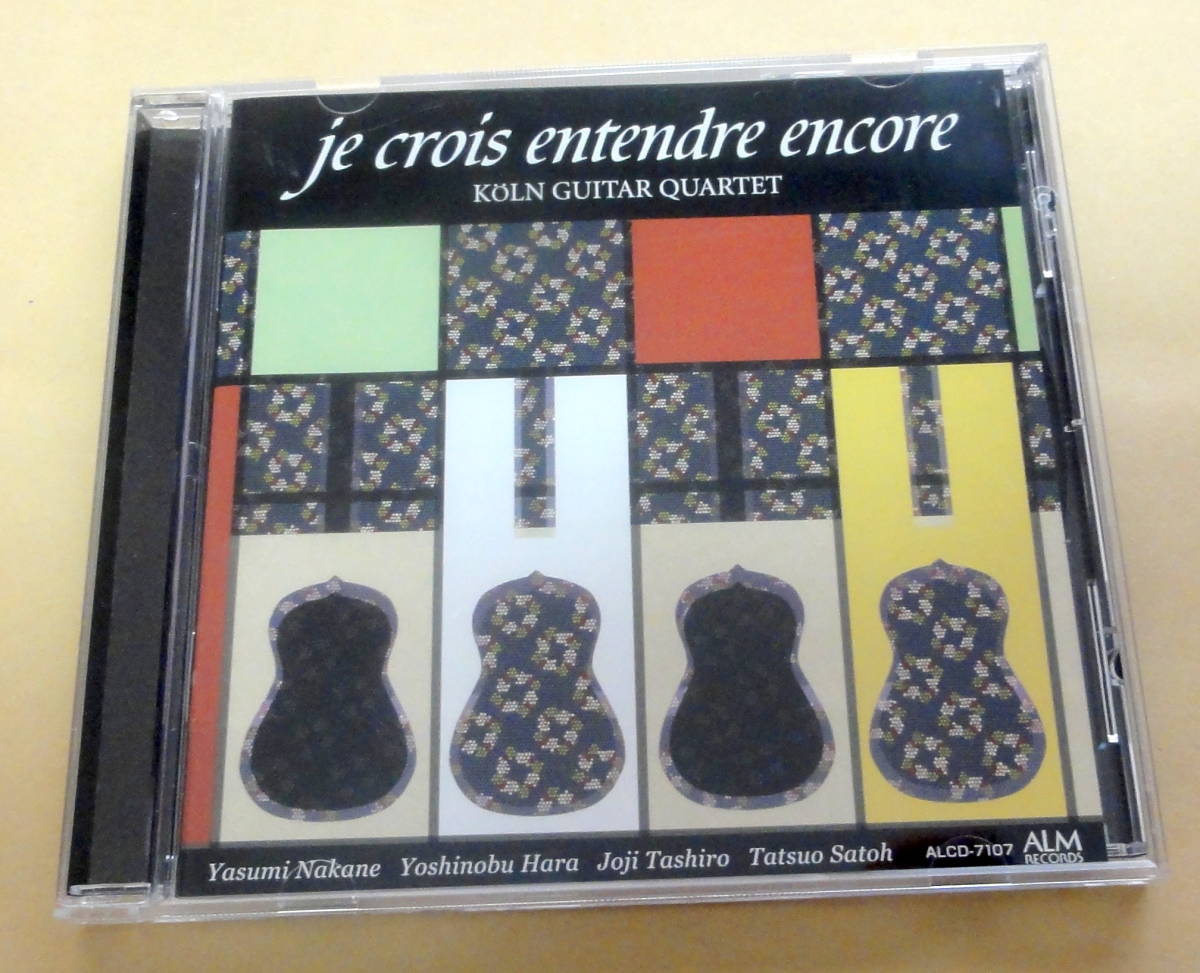 je crois entendre encore
KÖLN GUITAR QUARTET
Yasumi Nakane Yoshinobu Hara Joji Tashiro Tatsuo Satoh ALCD-7107 ALM
RECORDS